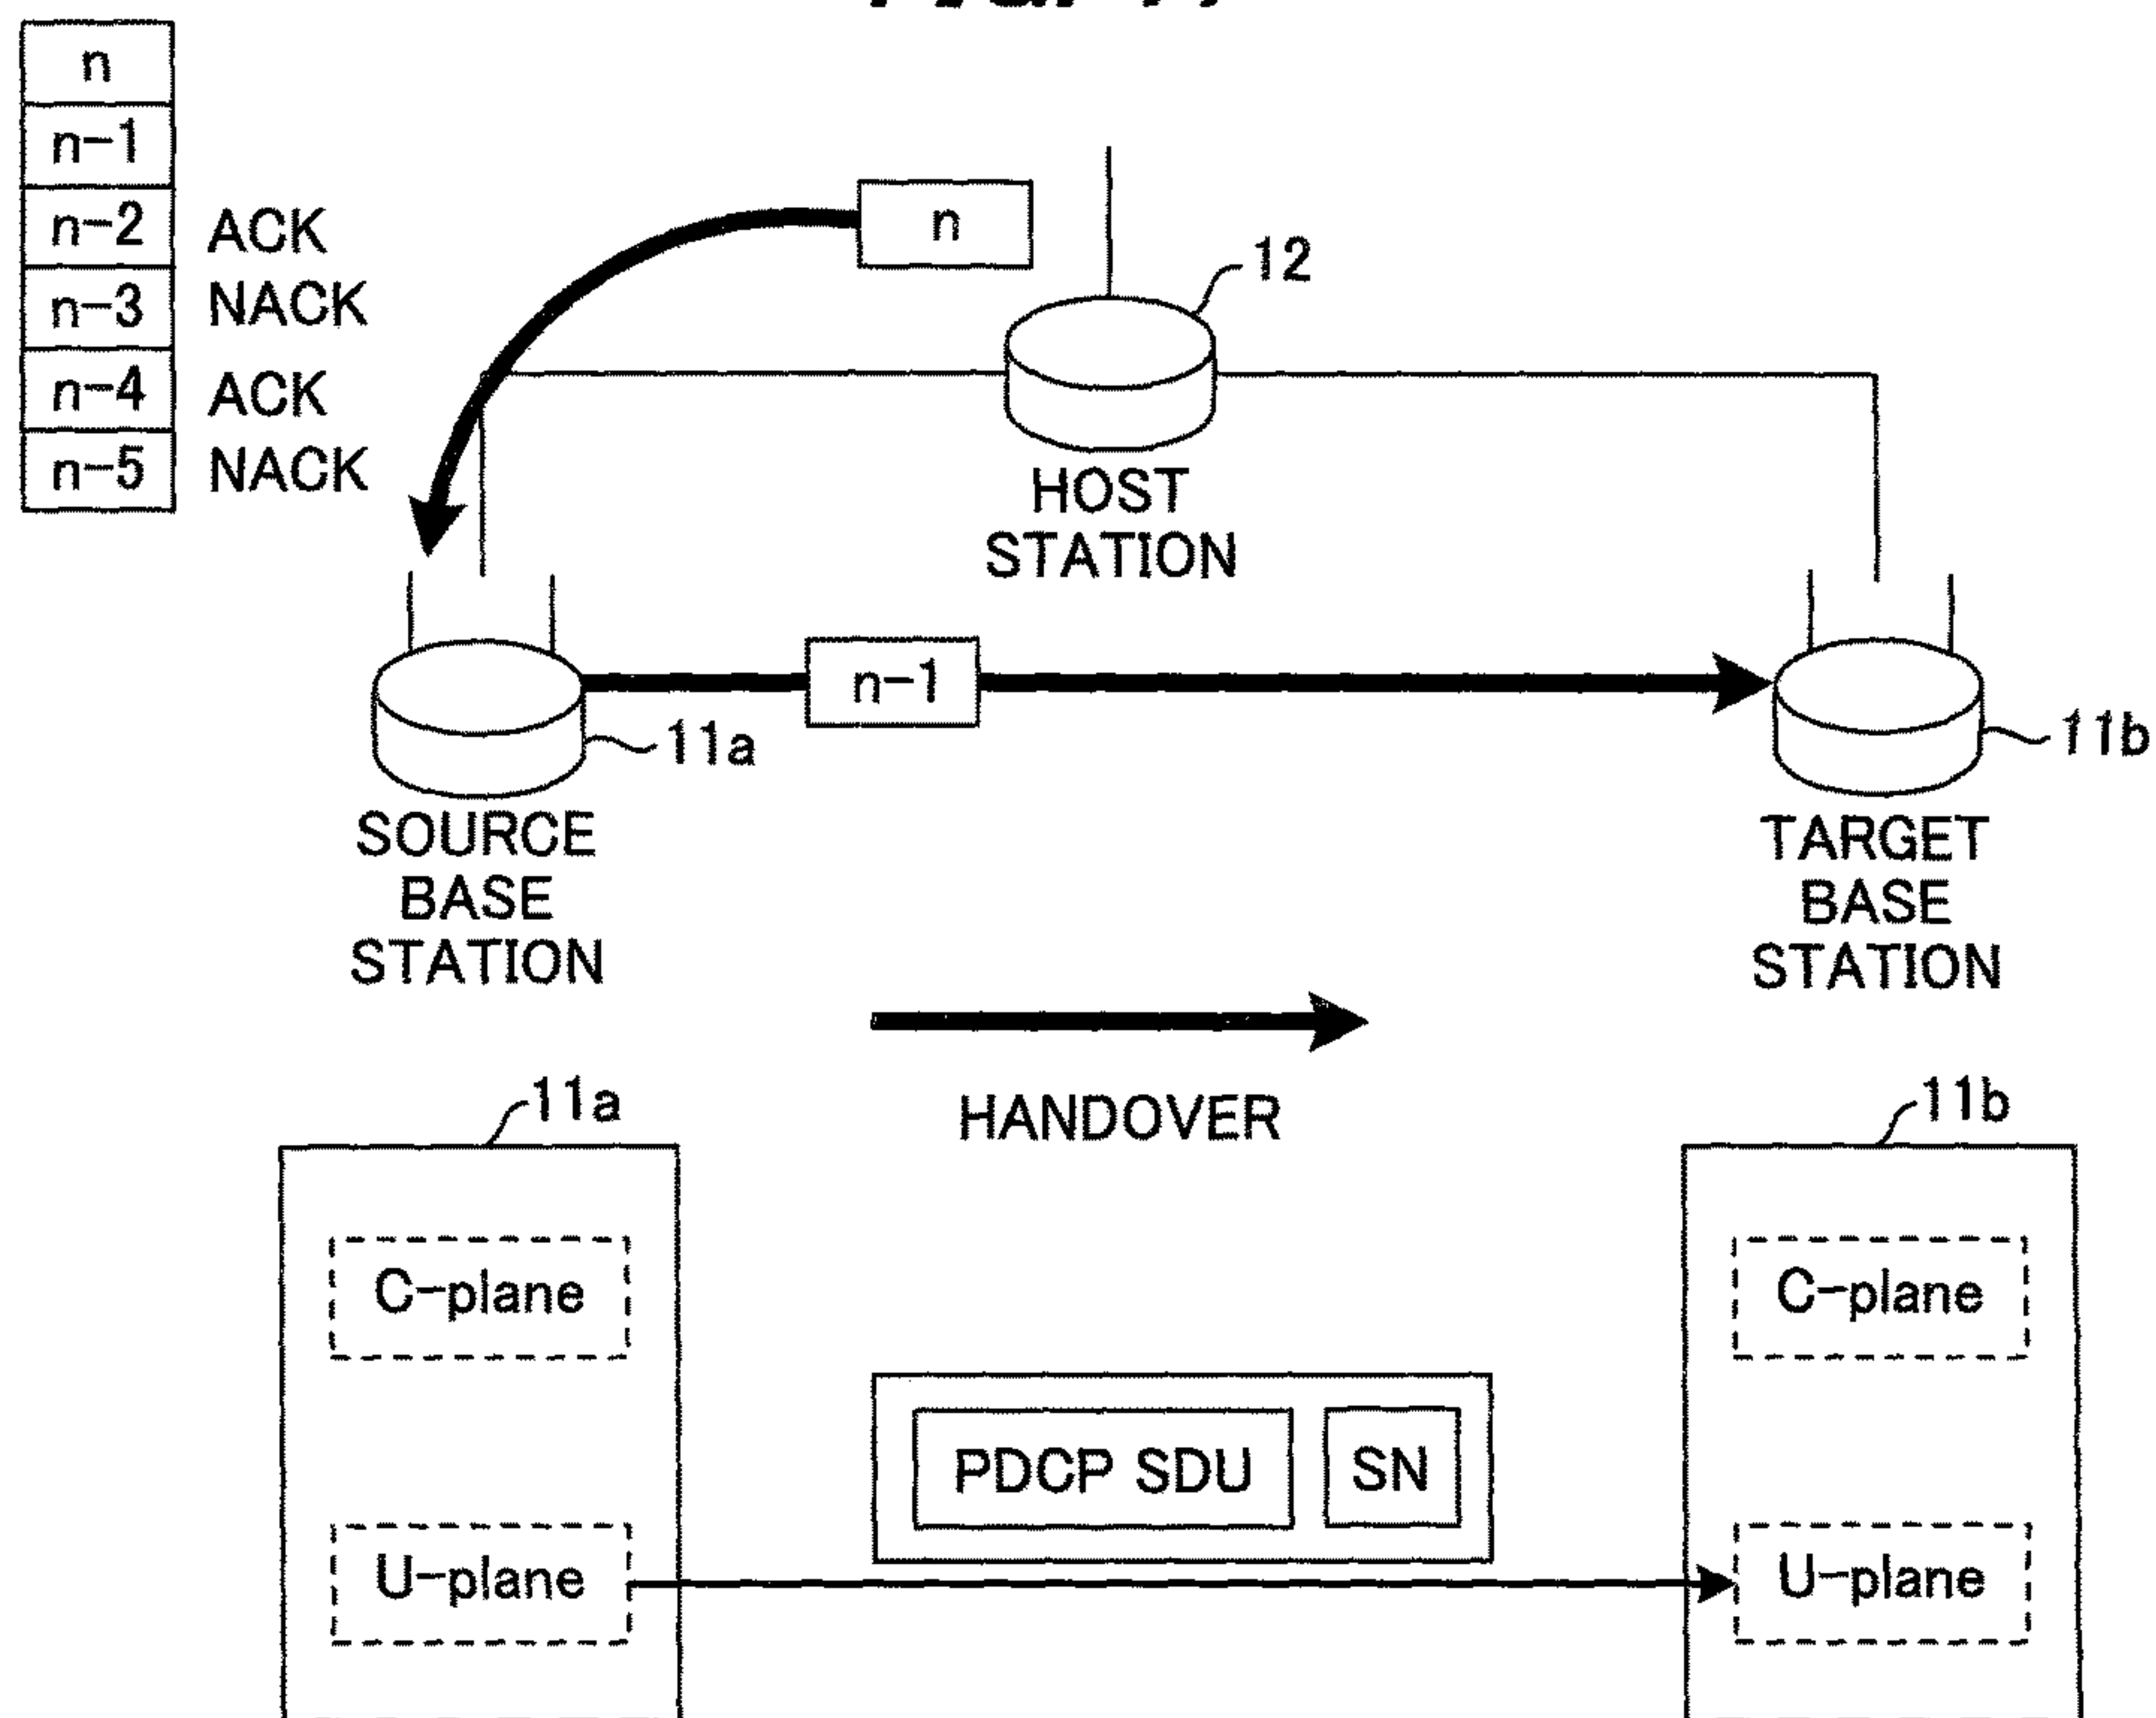 n
n-1
n-2 ACK
n-3 NACK
n-4 ACK
n-5 NACK
n
12
HOST
STATION
n-1
11a
11b
SOURCE
BASE
STATION
TARGET
BASE
STATION
HANDOVER
11a
11b
C-plane
C-plane
PDCP SDU
SN
U-plane
U-plane